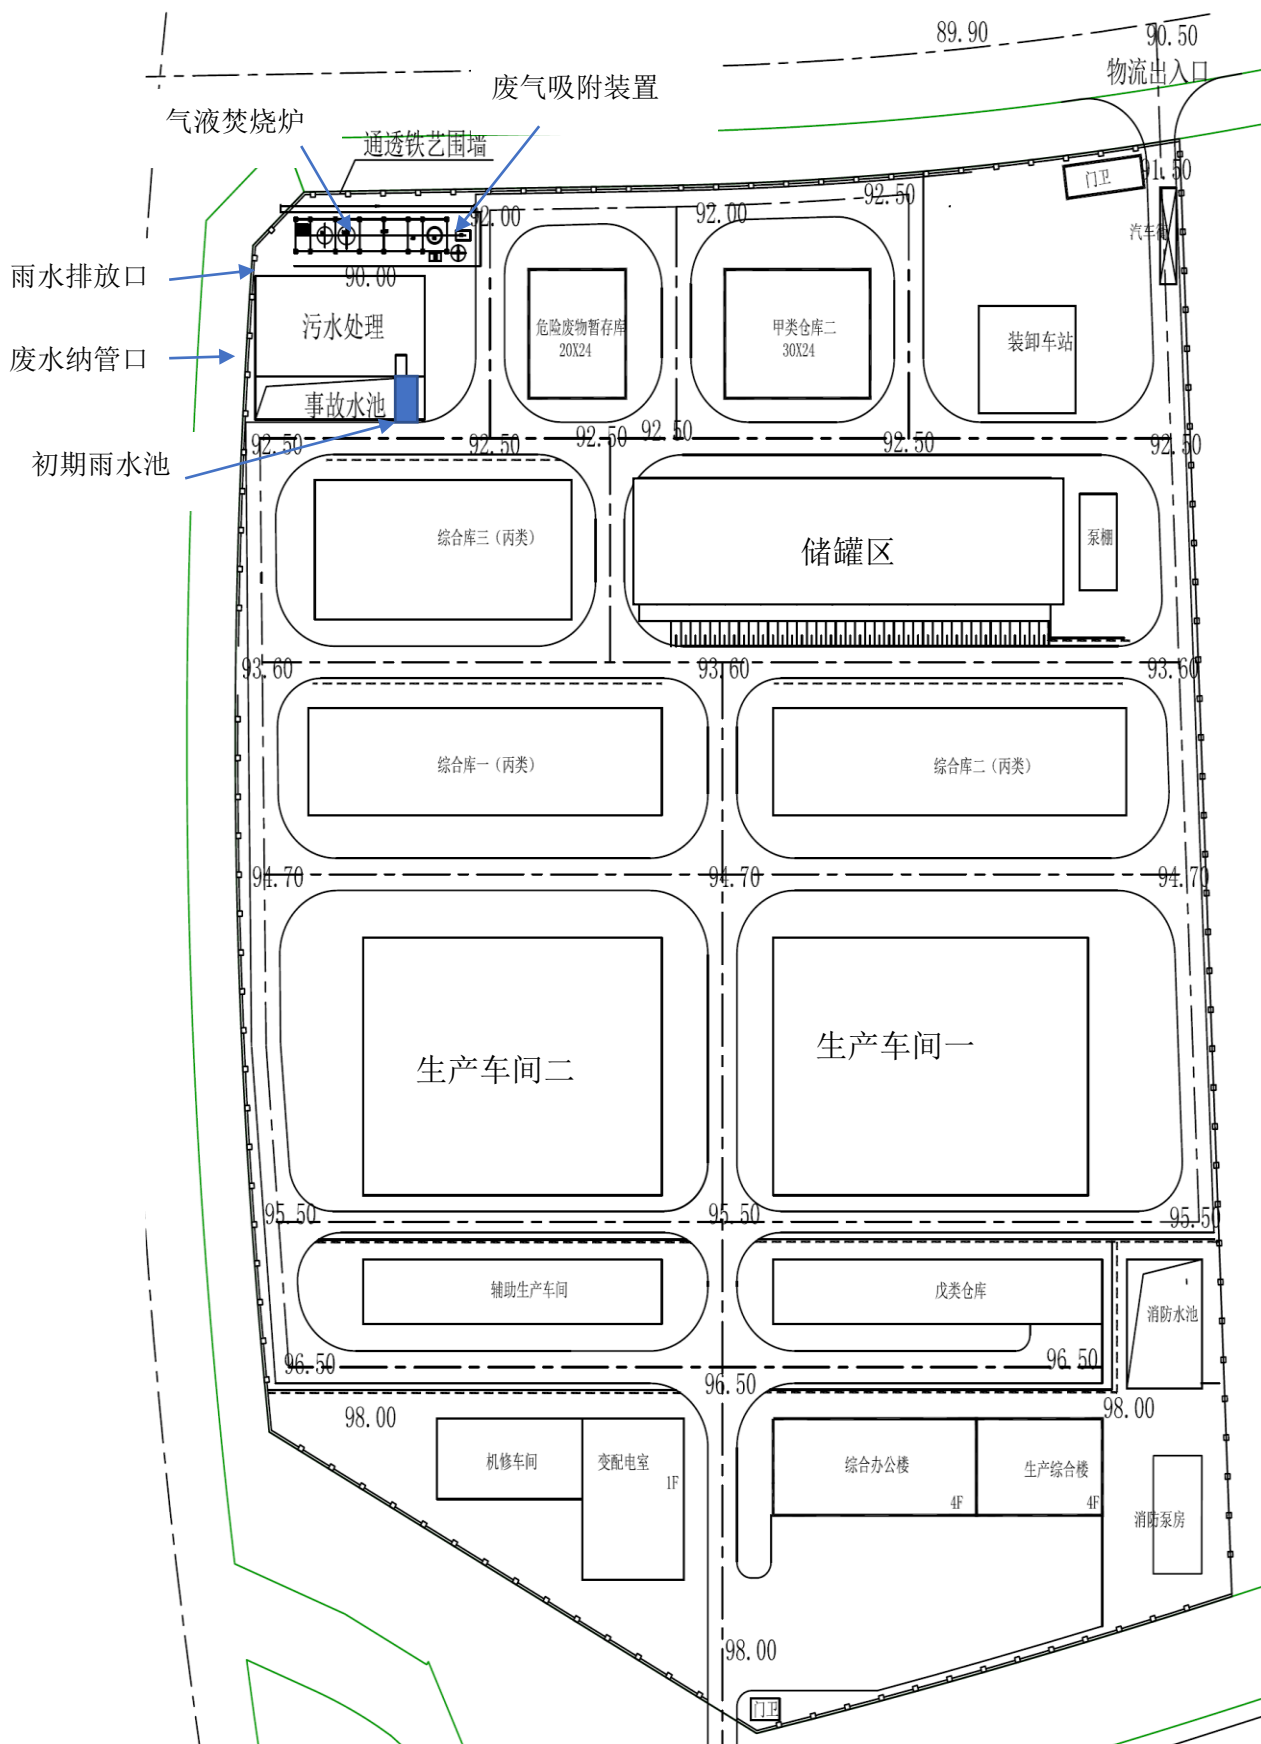 89.90
90.50
物流出入口
废气吸附装置
气液焚烧炉
通透铁艺围墙
91.50
门卫
92.50
92.00
92.00
汽车衡
雨水排放口
90.00
污水处理
危险废物暂存库
20X24
甲类仓库二
30X24
装卸车站
废水纳管口
事故水池
92.50
92.50
92.50
92.50
92.50
92.50
初期雨水池
综合库三（丙类）
储罐区
泵棚
93.60
93.60
93.60
综合库一（丙类）
综合库二（丙类）
94.70
94.70
94.70
生产车间二
生产车间一
95.50
95.50
95.50
辅助生产车间
戊类仓库
消防水池
96.50
96.50
96.50
98.00
98.00
机修车间
变配电室
1F
综合办公楼
4F
生产综合楼
4F
消防泵房
98.00
门卫